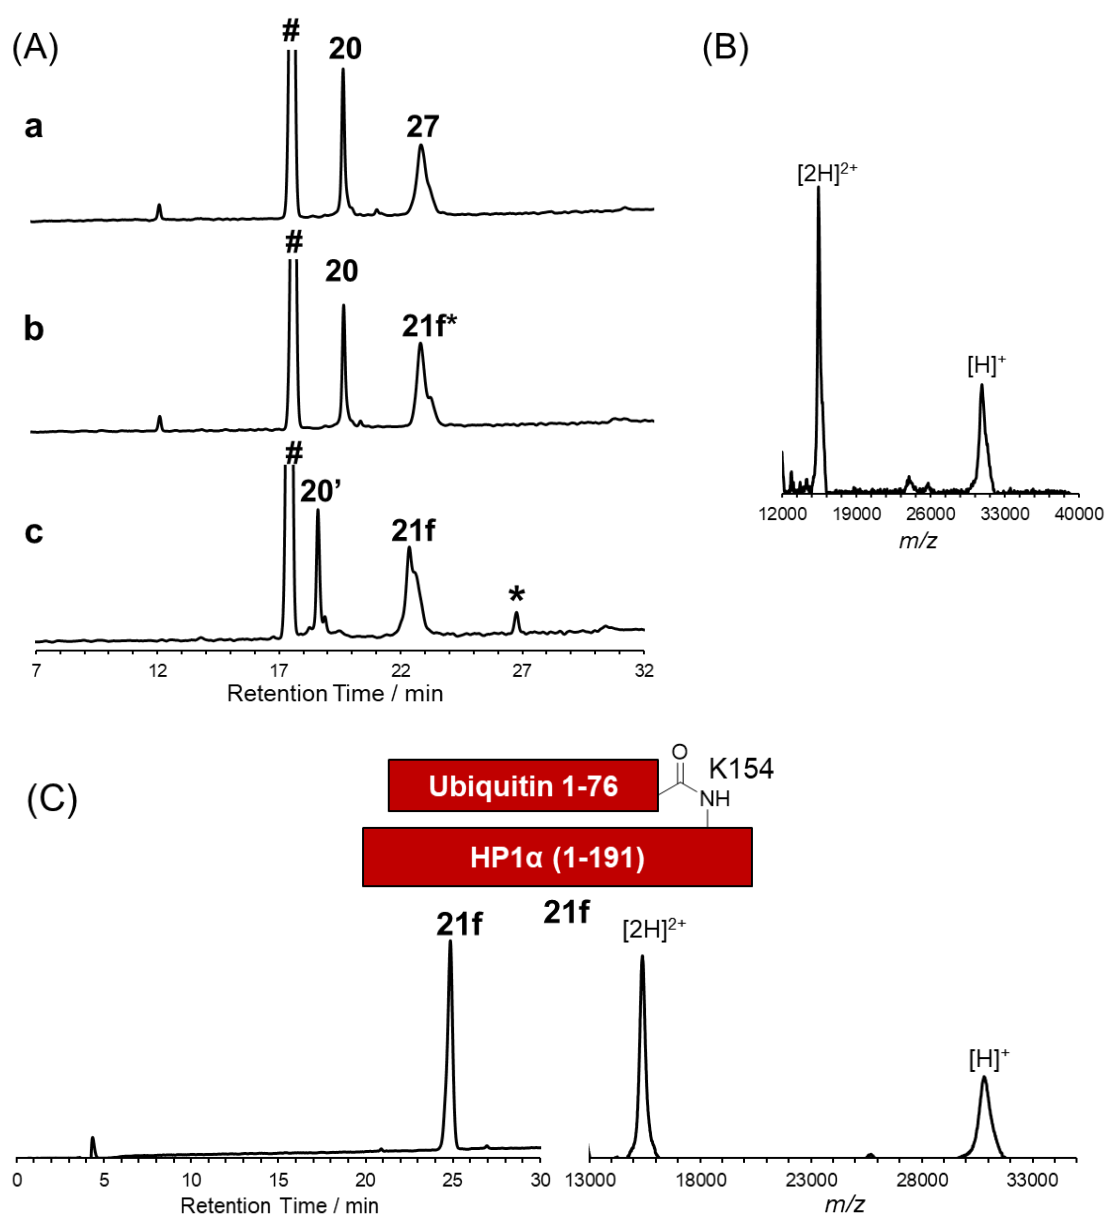 (A)
#
20
27
a
#
20
21f*
b
#
20’
21f
*
c
7 12 17 22 27 32
Retention Time / min
(B)
[2H]²⁺
[H]⁺
12000 19000 26000 33000 40000
m/z
(C)
Ubiquitin 1-76
O
K154
NH
HP1α (1-191)
21f
21f
[2H]²⁺
[H]⁺
0 5 10 15 20 25 30
Retention Time / min
13000 18000 23000 28000 33000
m/z